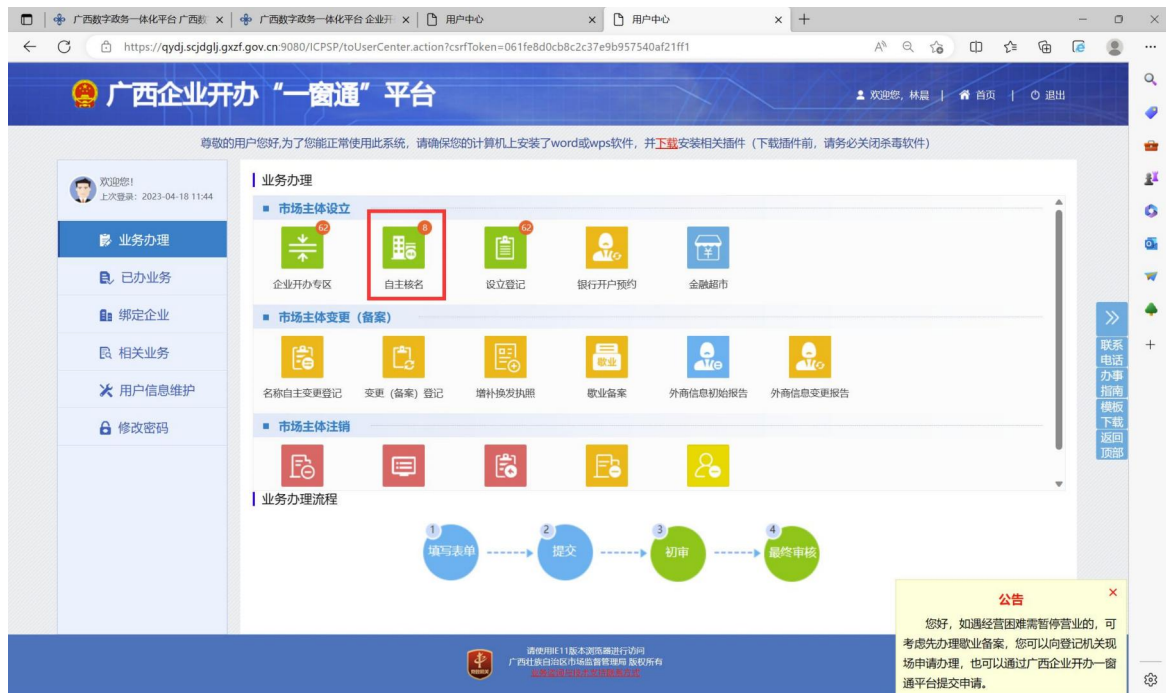 广西数字政务一体化平台 广西数
广西数字政务一体化平台 企业开
用户中心
用户中心
https://qydj.scjdglj.gxzf.gov.cn:9080/ICPSP/toUserCenter.action?csrfToken=061fe8d0cb8c2c37e9b957540af21ff1
广西企业开办“一窗通”平台
欢迎您，林晨 | 首页 | 退出
尊敬的用户您好,为了您能正常使用此系统，请确保您的计算机上安装了word或wps软件，并下载安装相关插件（下载插件前，请务必关闭杀毒软件）
欢迎您!
上次登录：2023-04-18 11:44
业务办理
已办业务
绑定企业
相关业务
用户信息维护
修改密码
业务办理
市场主体设立
62
8
62
企业开办专区
自主核名
设立登记
银行开户预约
金融超市
市场主体变更（备案）
歇业
名称自主变更登记
变更（备案）登记
增补换发执照
歇业备案
外商信息初始报告
外商信息变更报告
市场主体注销
业务办理流程
1
填写表单
2
提交
3
初审
4
最终审核
联系
电话
办事
指南
模板
下载
返回
顶部
公告
您好，如遇经营困难需暂停营业的，可
考虑先办理歇业备案，您可以向登记机关现
场申请办理，也可以通过广西企业开办一窗
通平台提交申请。
请使用IE11版本浏览器进行访问
广西壮族自治区市场监督管理局 版权所有